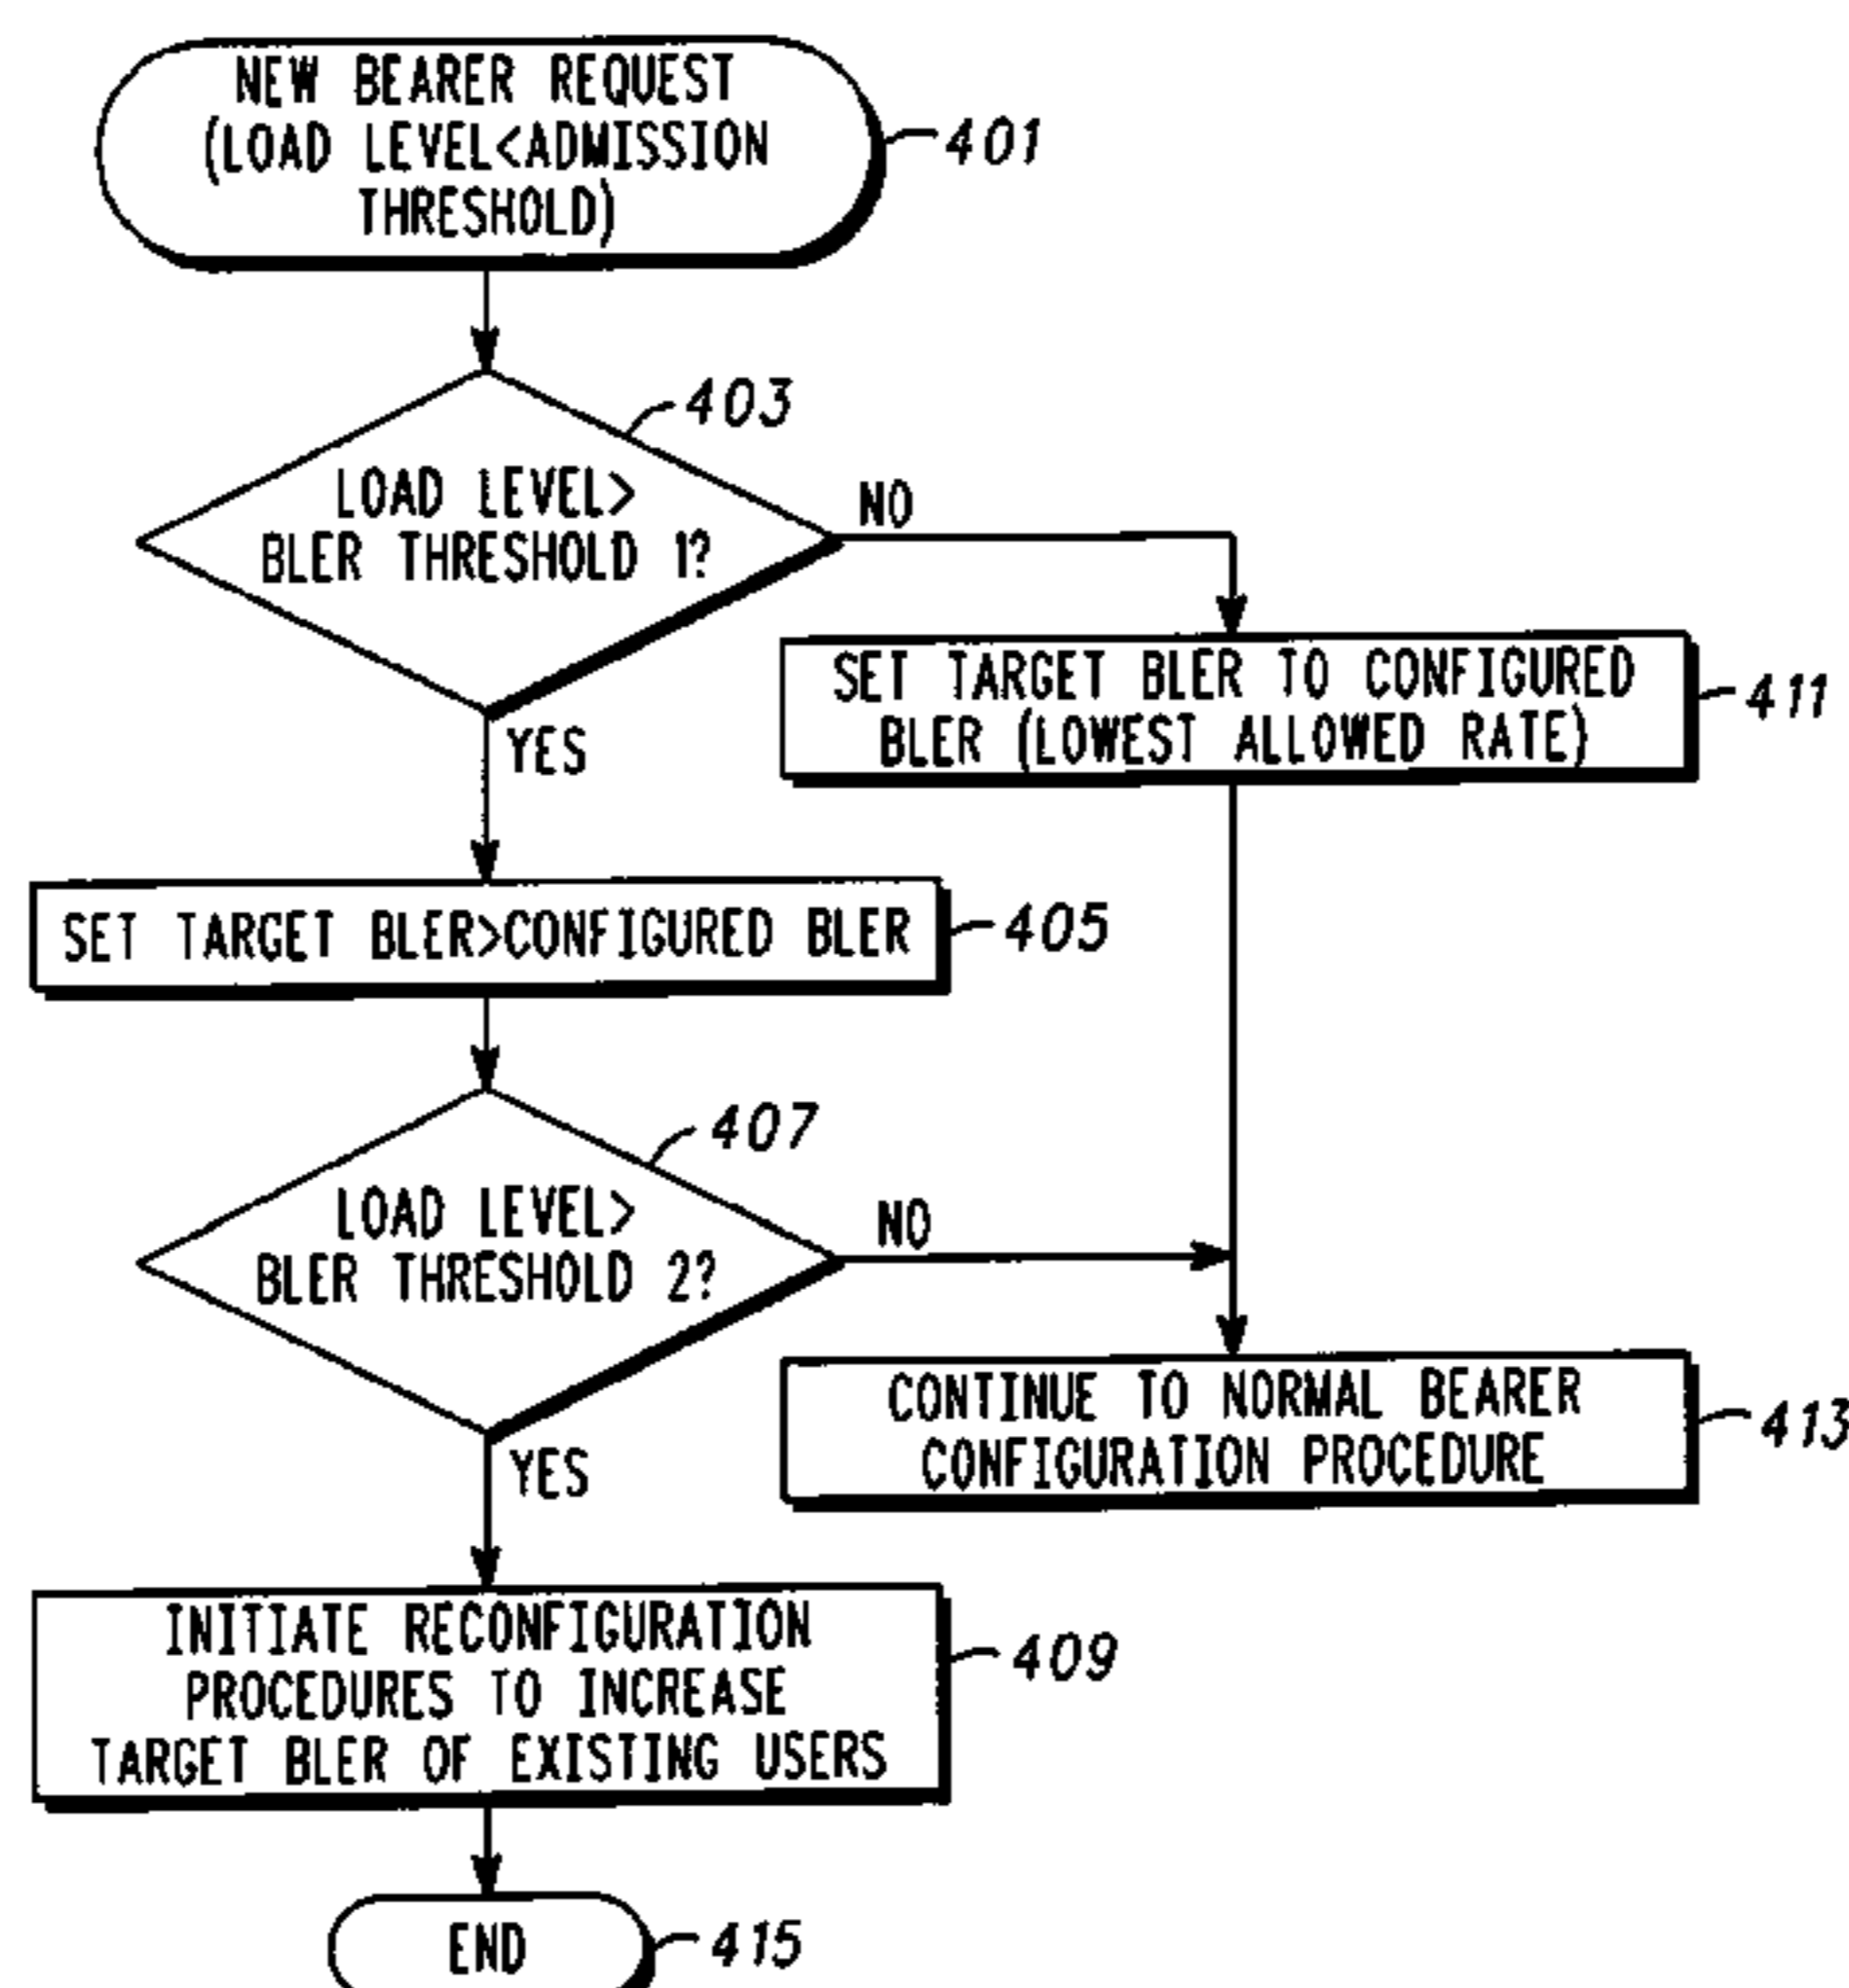 NEW BEARER REQUEST
(LOAD LEVEL<ADMISSION
THRESHOLD)
401
403
LOAD LEVEL>
BLER THRESHOLD 1?
NO
YES
SET TARGET BLER TO CONFIGURED
BLER (LOWEST ALLOWED RATE)
411
SET TARGET BLER>CONFIGURED BLER
405
407
LOAD LEVEL>
BLER THRESHOLD 2?
NO
YES
CONTINUE TO NORMAL BEARER
CONFIGURATION PROCEDURE
413
INITIATE RECONFIGURATION
PROCEDURES TO INCREASE
TARGET BLER OF EXISTING USERS
409
END
415